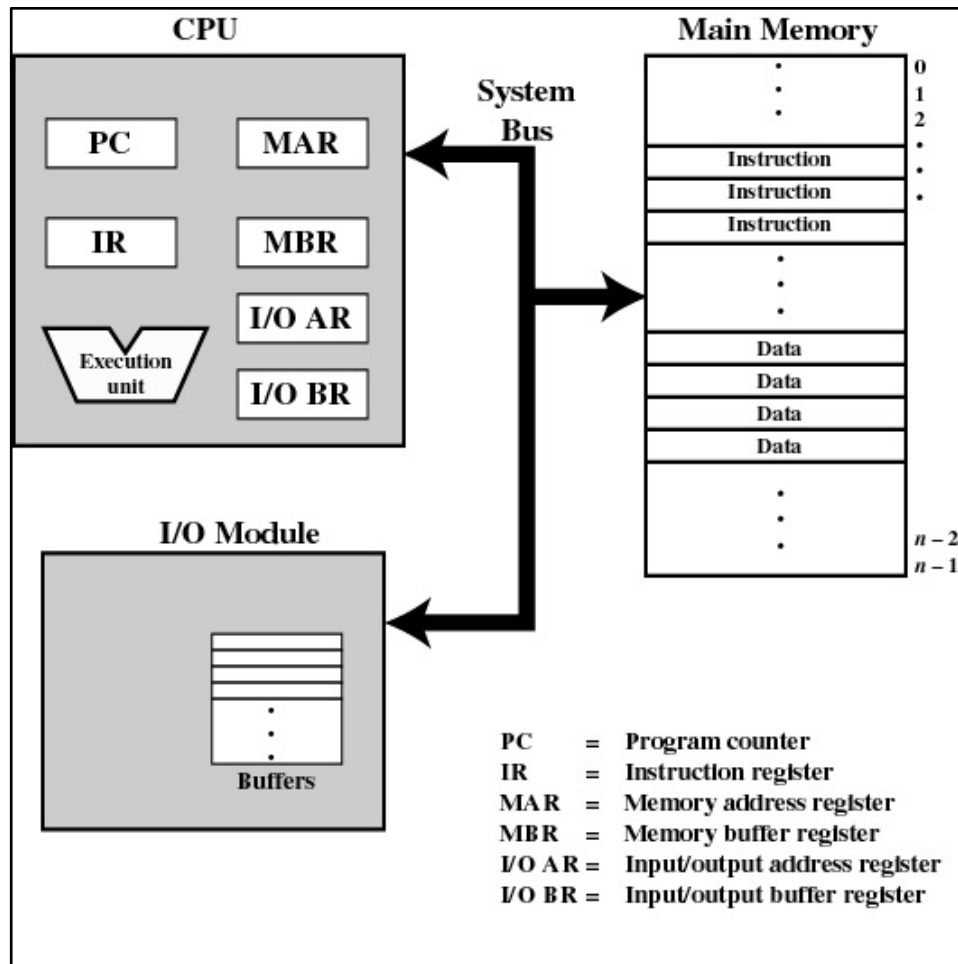 CPU
Main Memory
System
Bus
PC
MAR
IR
MBR
I/O AR
I/O BR
Execution
unit
0
1
2
Instruction
Instruction
Instruction
Data
Data
Data
Data
n – 2
n – 1
I/O Module
Buffers
PC = Program counter
IR = Instruction register
MAR = Memory address register
MBR = Memory buffer register
I/O AR = Input/output address register
I/O BR = Input/output buffer register